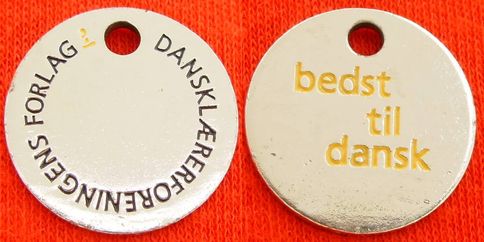 DANSKLÆRERFORENINGENS FORLAG
bedst
til
dansk